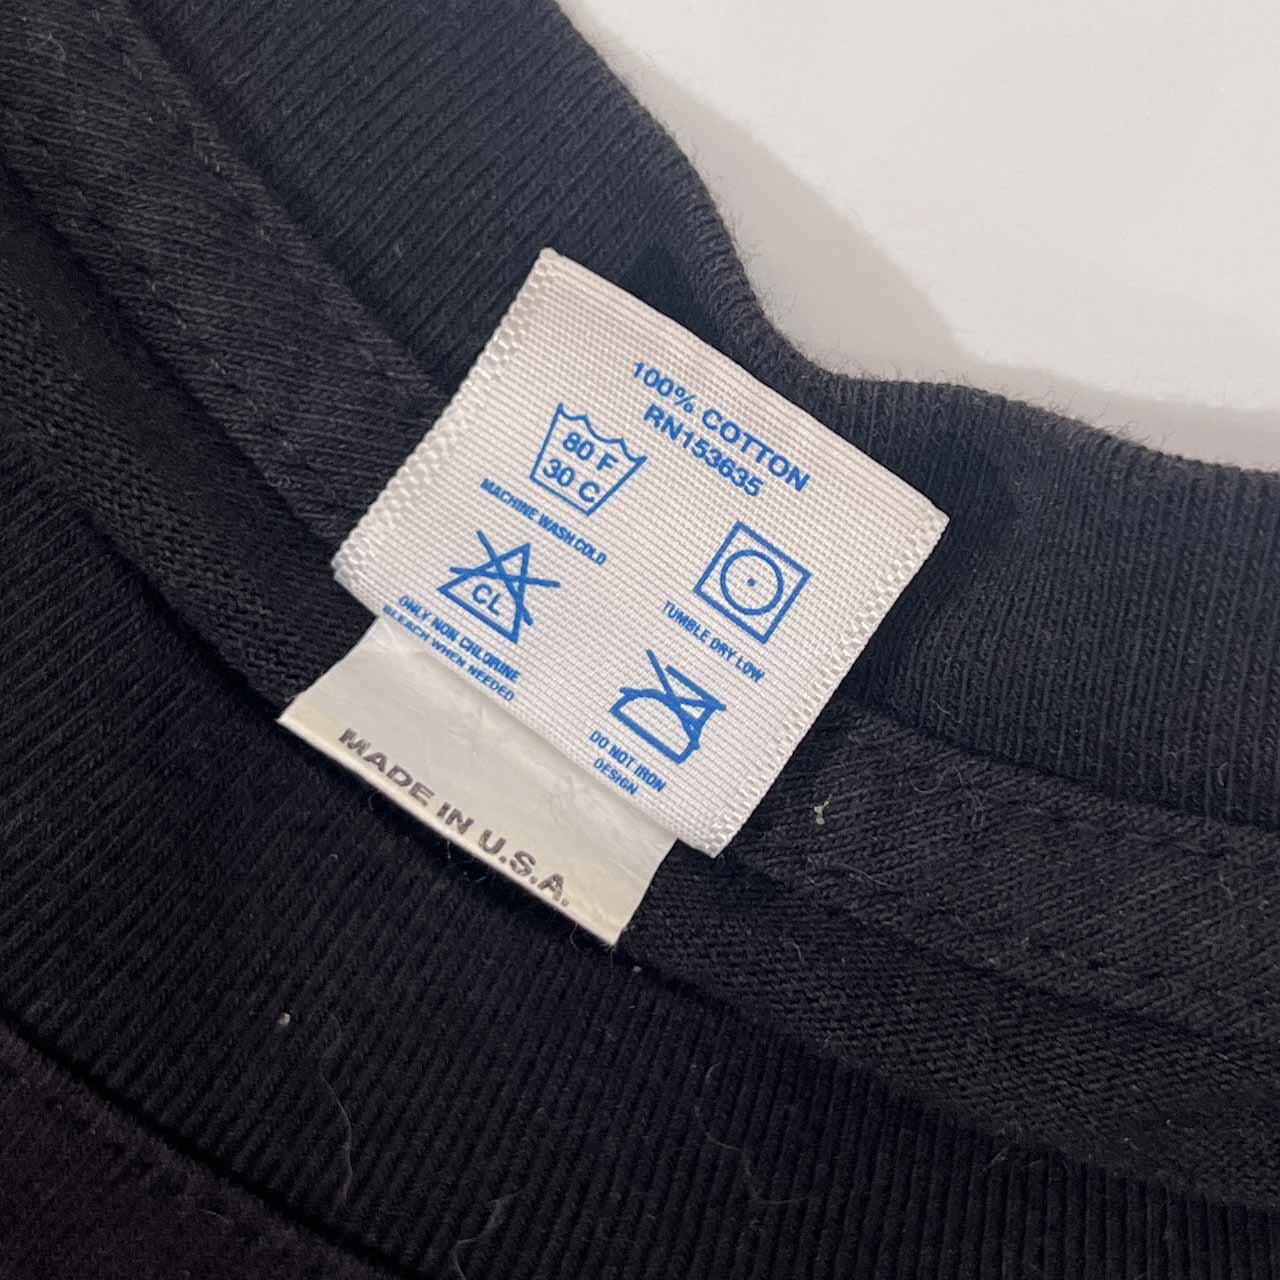 100% COTTON
RN153635
80 F
30 C
MACHINE WASH COLD
TUMBLE DRY LOW
CL
ONLY NON CHLORINE
BLEACH WHEN NEEDED
DO NOT IRON
DESIGN
MADE IN U.S.A.